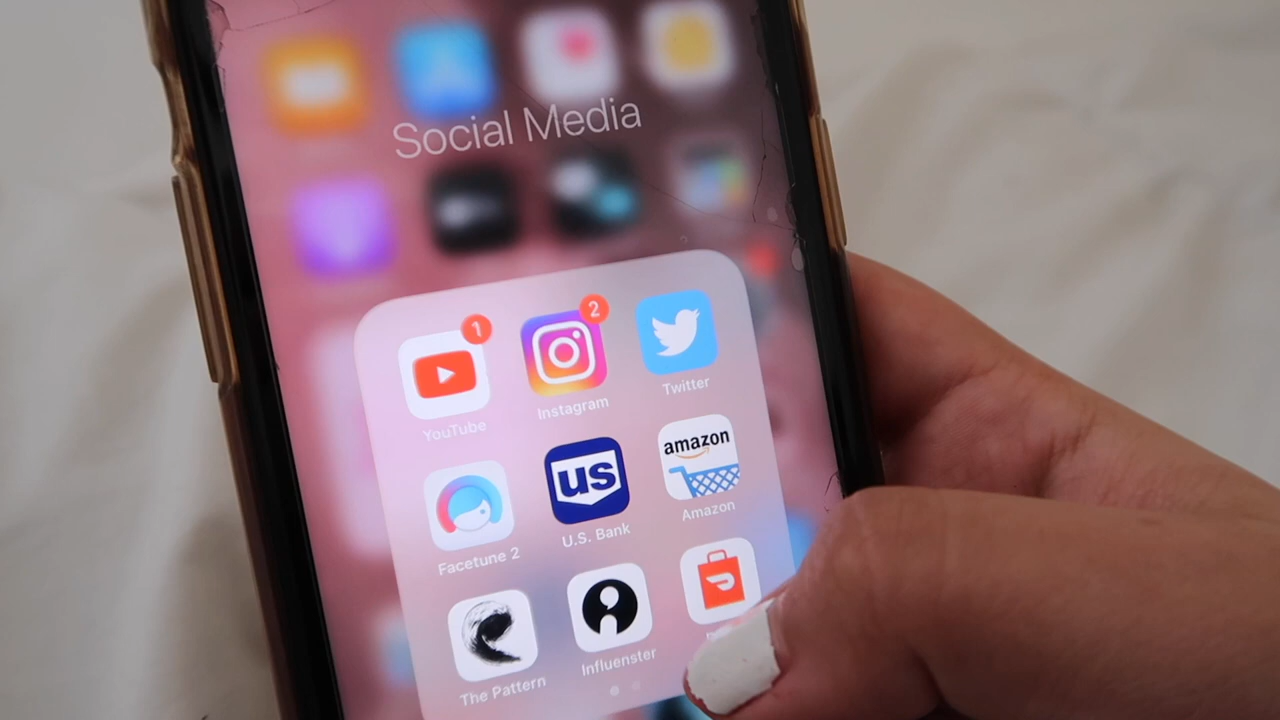 Social Media
1
2
YouTube
Instagram
Twitter
us
amazon
Facetune 2
U.S. Bank
Amazon
The Pattern
Influenster